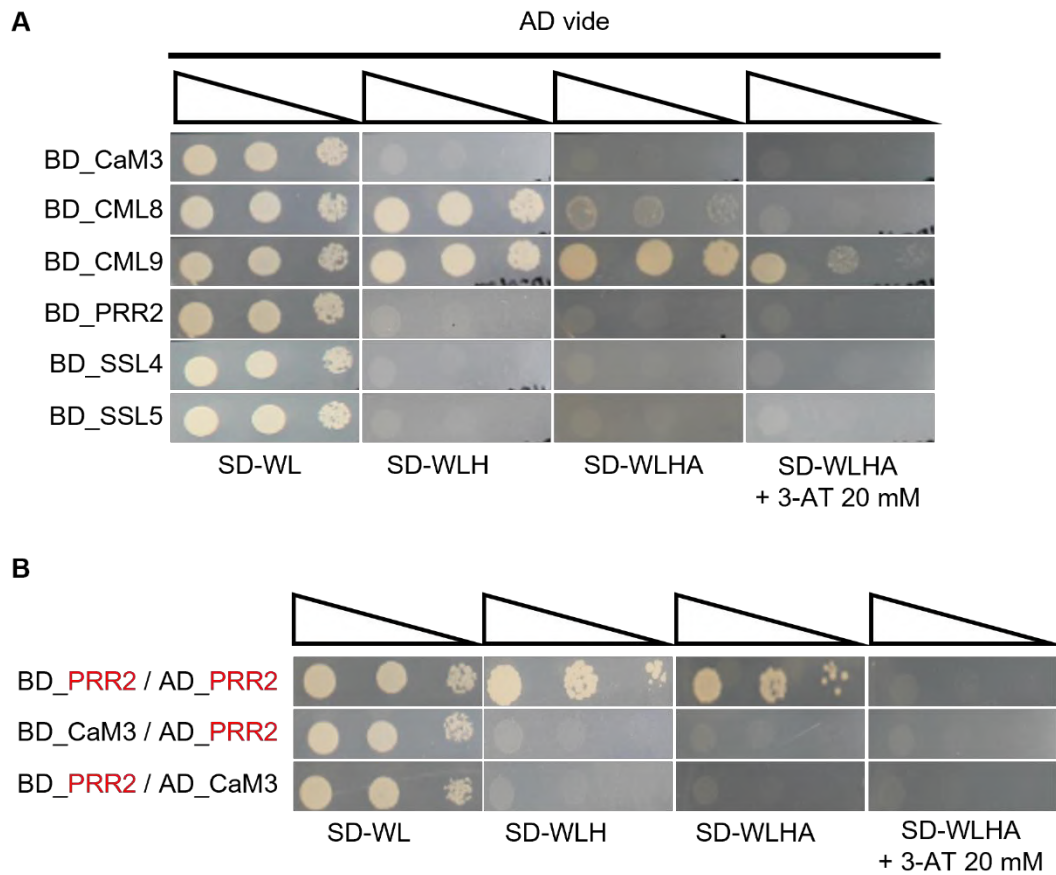 A
AD vide
BD_CaM3
BD_CML8
BD_CML9
BD_PRR2
BD_SSL4
BD_SSL5
SD-WL
SD-WLH
SD-WLHA
SD-WLHA
+ 3-AT 20 mM
B
BD_PRR2 / AD_PRR2
BD_CaM3 / AD_PRR2
BD_PRR2 / AD_CaM3
SD-WL
SD-WLH
SD-WLHA
SD-WLHA
+ 3-AT 20 mM